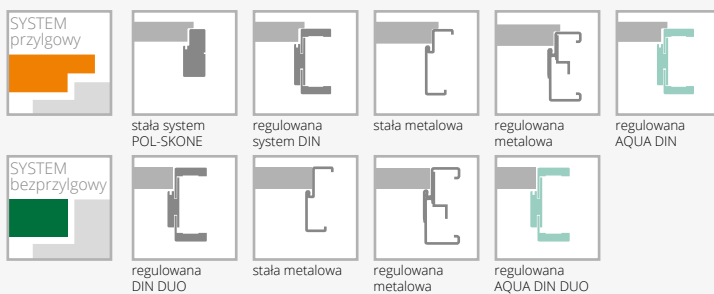 SYSTEM
przylgowy
stała system
POL-SKONE
regulowana
system DIN
stała metalowa
regulowana
metalowa
regulowana
AQUA DIN
SYSTEM
bezprzylgowy
regulowana
DIN DUO
stała metalowa
regulowana
metalowa
regulowana
AQUA DIN DUO